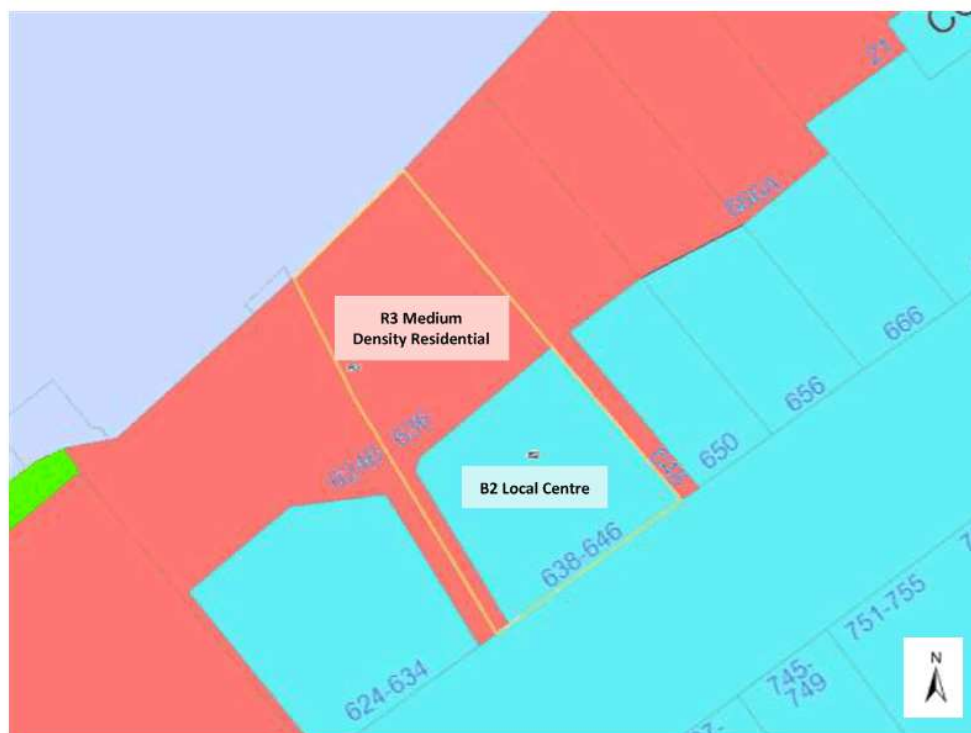 21
R3 Medium
Density Residential
666
656
636
650
B2 Local Centre
638-646
751-755
745-
749
624-634
N